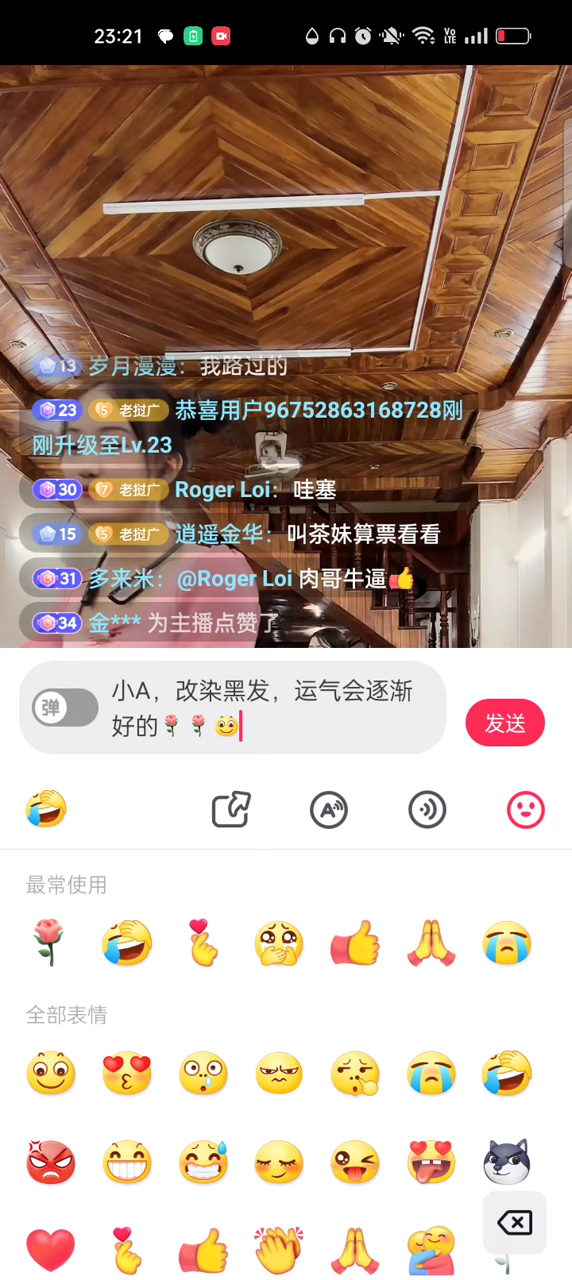 23:21
Vo LTE
13 岁月漫漫：我路过的
23 5 老挝广 恭喜用户96752863168728刚
刚升级至Lv.23
30 7 老挝广 Roger Loi： 哇塞
15 5 老挝广 逍遥金华：叫茶妹算票看看
31 多来米：@Roger Loi 肉哥牛逼👍
34 金*** 为主播点赞了
弹
小A，改染黑发，运气会逐渐
好的🌹🌹😊
发送
A
最常使用
全部表情